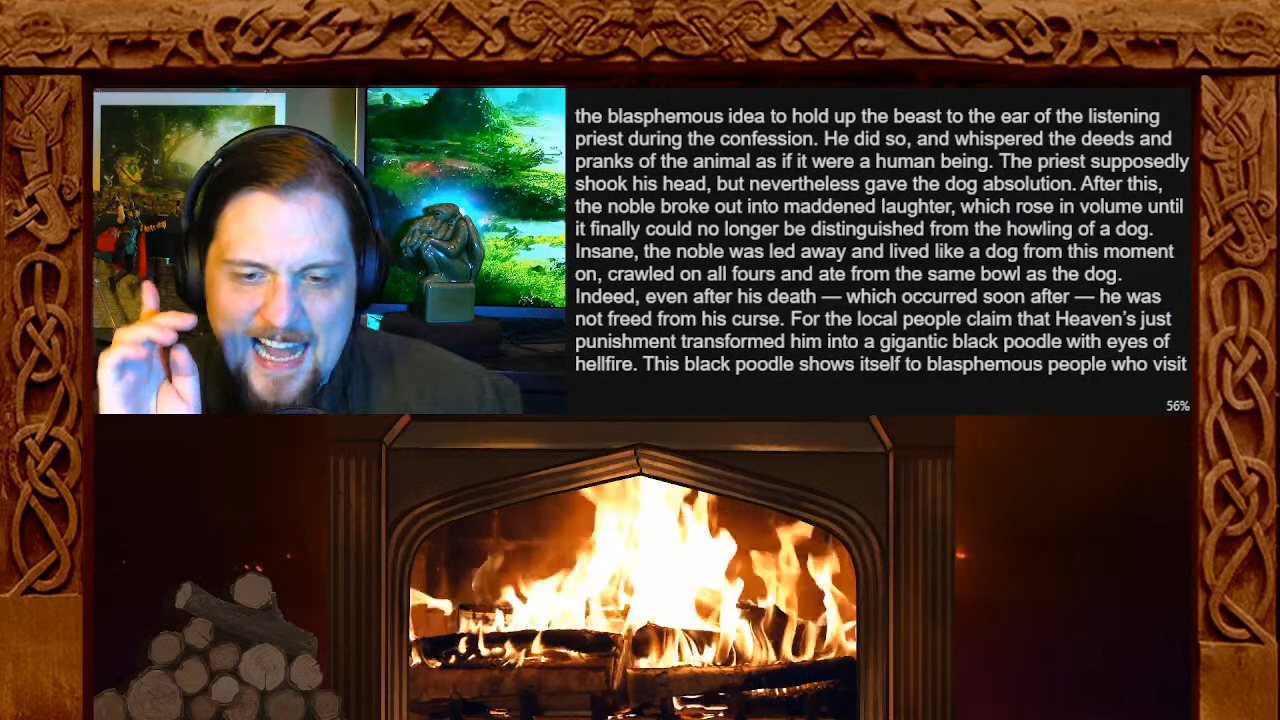 the blasphemous idea to hold up the beast to the ear of the listening
priest during the confession. He did so, and whispered the deeds and
pranks of the animal as if it were a human being. The priest supposedly
shook his head, but nevertheless gave the dog absolution. After this,
the noble broke out into maddened laughter, which rose in volume until
it finally could no longer be distinguished from the howling of a dog.
Insane, the noble was led away and lived like a dog from this moment
on, crawled on all fours and ate from the same bowl as the dog.
Indeed, even after his death — which occurred soon after — he was
not freed from his curse. For the local people claim that Heaven’s just
punishment transformed him into a gigantic black poodle with eyes of
hellfire. This black poodle shows itself to blasphemous people who visit
56%